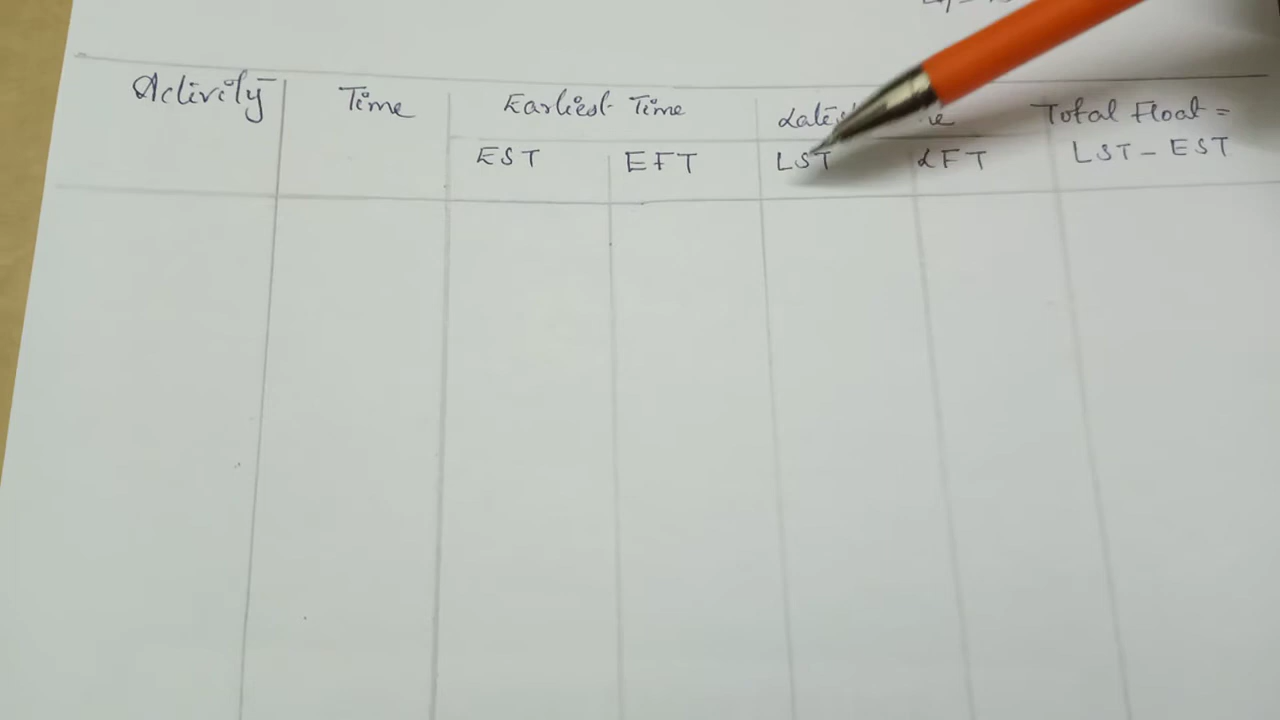 Activity Time Earliest Time Total Float =
EST EFT LST LFT LST - EST